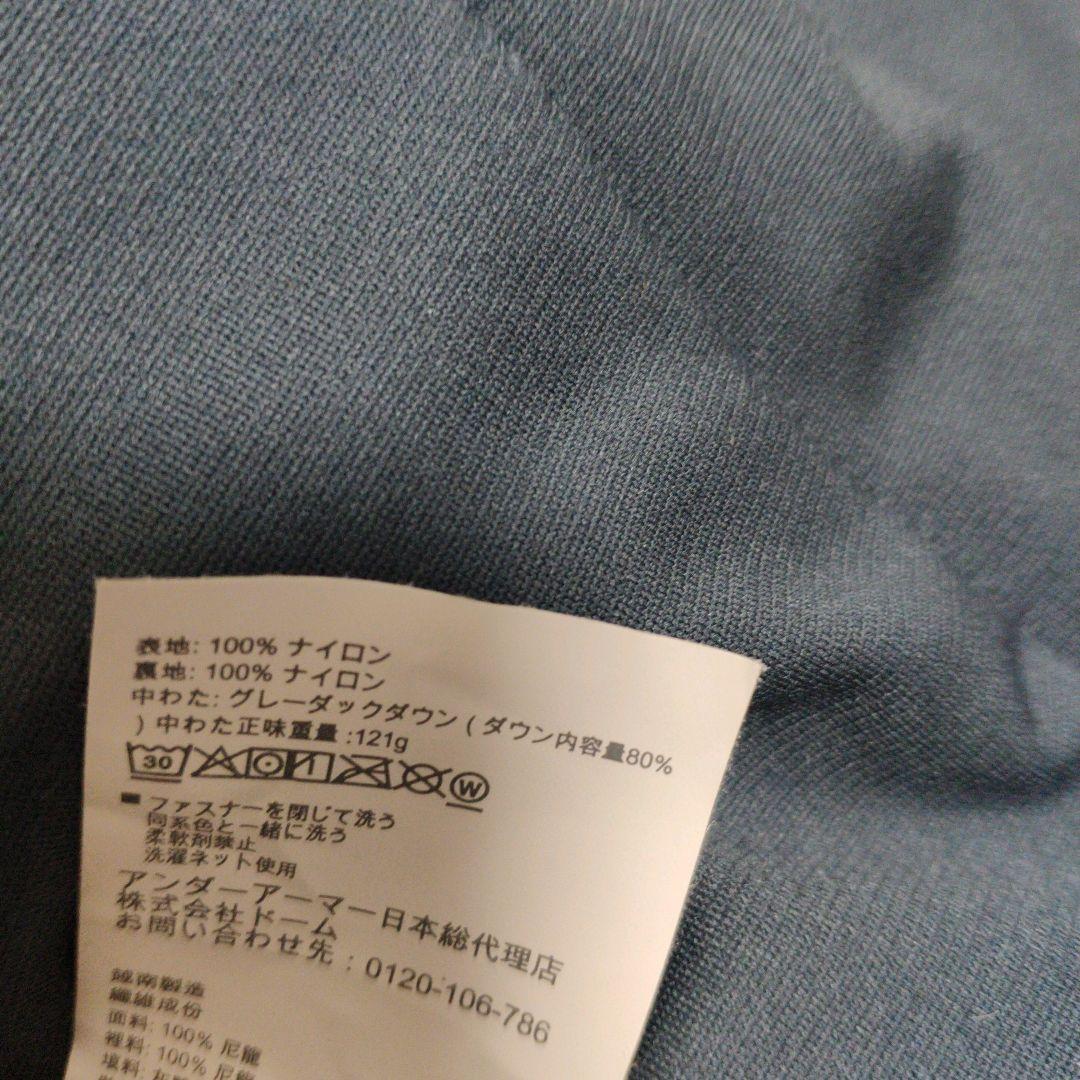 表地: 100% ナイロン
裏地: 100% ナイロン
中わた: グレーダックダウン ( ダウン内容量80%
) 中わた正味重量 :121g
30 W
■ ファスナーを閉じて洗う
同系色と一緒に洗う
柔軟剤禁止
洗濯ネット使用
アンダーアーマー日本総代理店
株式会社ドーム
お問い合わせ先 : 0120-106-786
越南製造
纖維成份
面料: 100% 尼龍
裡料: 100% 尼龍
填料: